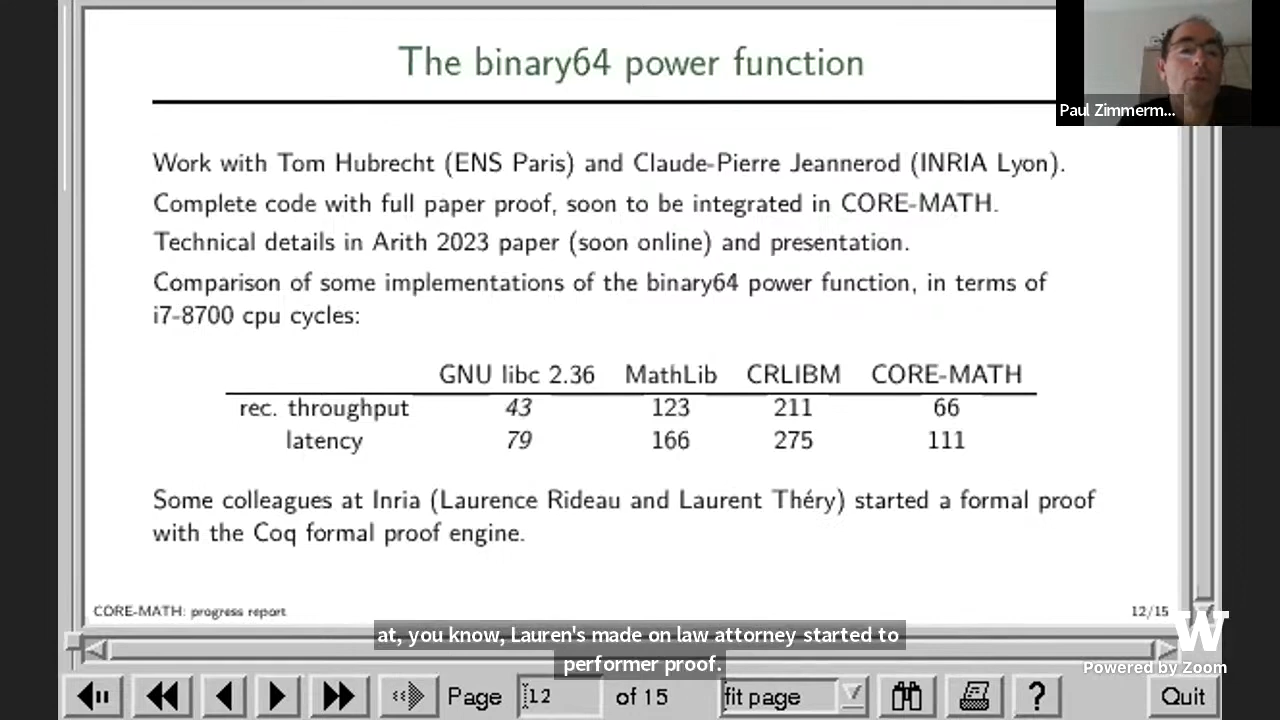 The binary64 power function
Paul Zimmerm...
Work with Tom Hubrecht (ENS Paris) and Claude-Pierre Jeannerod (INRIA Lyon).
Complete code with full paper proof, soon to be integrated in CORE-MATH.
Technical details in Arith 2023 paper (soon online) and presentation.
Comparison of some implementations of the binary64 power function, in terms of
i7-8700 cpu cycles:
GNU libc 2.36 MathLib CRLIBM CORE-MATH
rec. throughput 43 123 211 66
latency 79 166 275 111
Some colleagues at Inria (Laurence Rideau and Laurent Théry) started a formal proof
with the Coq formal proof engine.
CORE-MATH: progress report 12/15
at, you know, Lauren's made on law attorney started to
performer proof.
W
Powered by Zoom
Page 12 of 15 fit page ? Quit